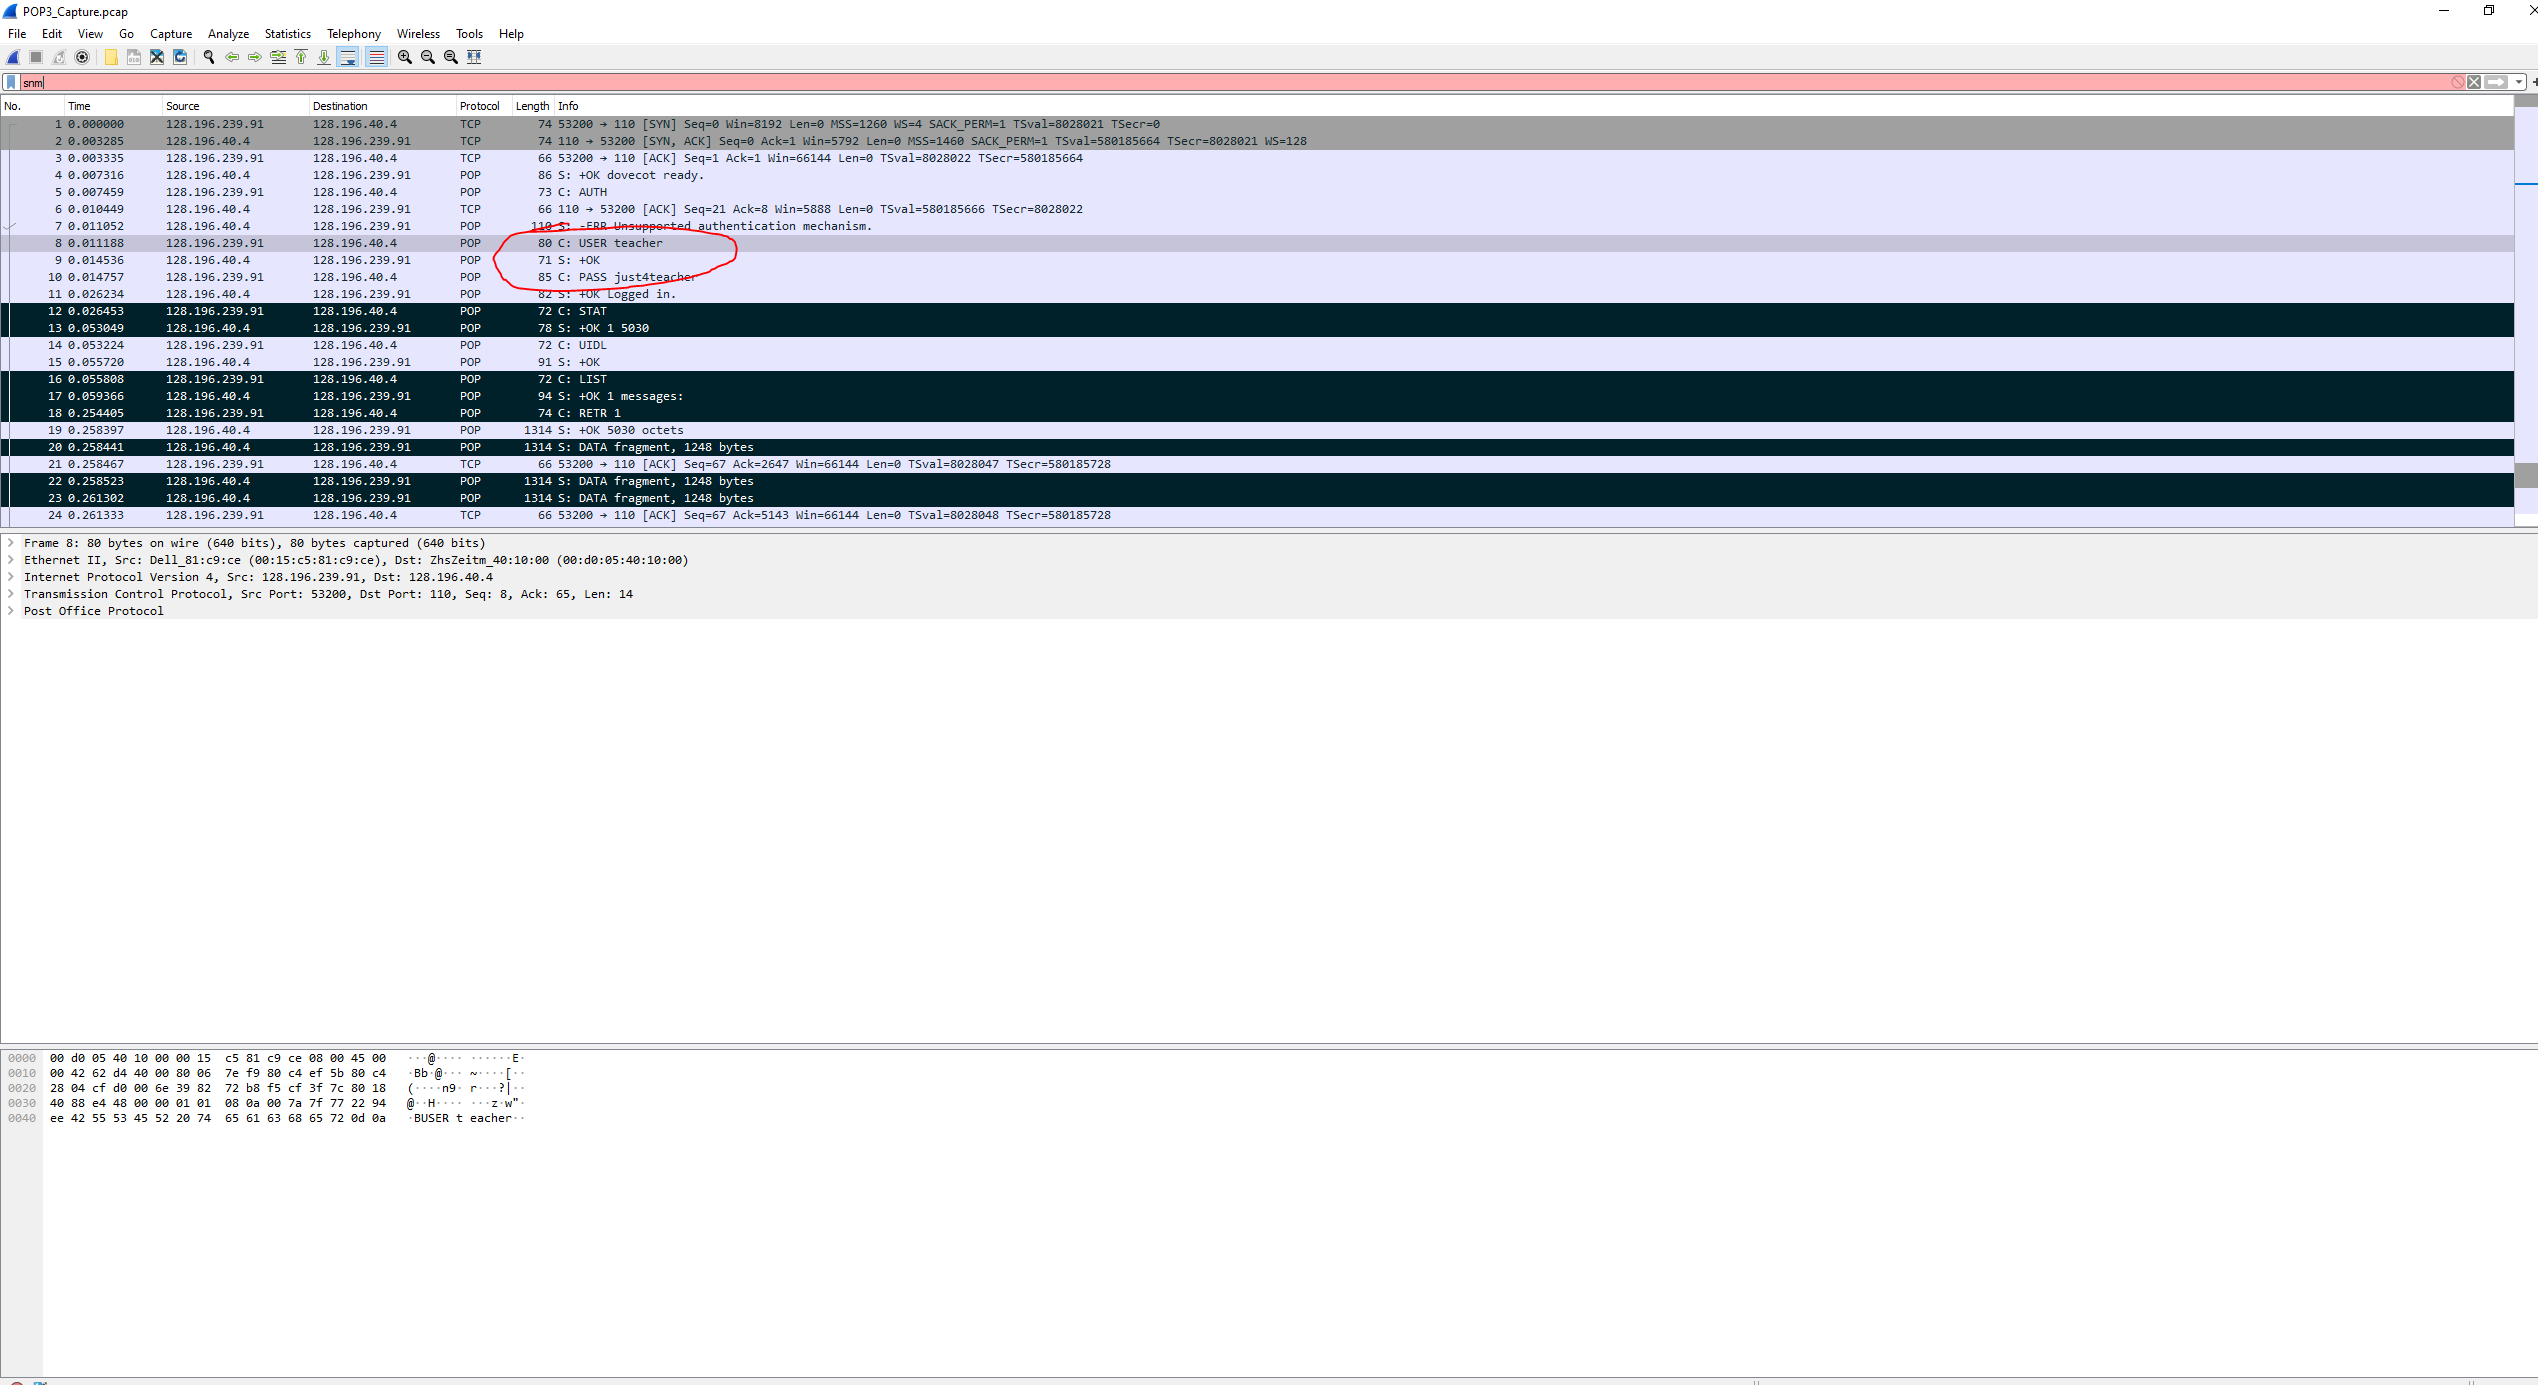 POP3_Capture.pcap
File Edit View Go Capture Analyze Statistics Telephony Wireless Tools Help
snm
No. Time Source Destination Protocol Length Info
1 0.000000 128.196.239.91 128.196.40.4 TCP 74 53200 → 110 [SYN] Seq=0 Win=8192 Len=0 MSS=1260 WS=4 SACK_PERM=1 TSval=8028021 TSecr=0
2 0.003285 128.196.40.4 128.196.239.91 TCP 74 110 → 53200 [SYN, ACK] Seq=0 Ack=1 Win=5792 Len=0 MSS=1460 SACK_PERM=1 TSval=580185664 TSecr=8028021 WS=128
3 0.003335 128.196.239.91 128.196.40.4 TCP 66 53200 → 110 [ACK] Seq=1 Ack=1 Win=66144 Len=0 TSval=8028022 TSecr=580185664
4 0.007316 128.196.40.4 128.196.239.91 POP 86 S: +OK dovecot ready.
5 0.007459 128.196.239.91 128.196.40.4 POP 73 C: AUTH
6 0.010449 128.196.40.4 128.196.239.91 TCP 66 110 → 53200 [ACK] Seq=21 Ack=8 Win=5888 Len=0 TSval=580185666 TSecr=8028022
7 0.011052 128.196.40.4 128.196.239.91 POP 110 S: -ERR Unsupported authentication mechanism.
8 0.011188 128.196.239.91 128.196.40.4 POP 80 C: USER teacher
9 0.014536 128.196.40.4 128.196.239.91 POP 71 S: +OK
10 0.014757 128.196.239.91 128.196.40.4 POP 85 C: PASS just4teacher
11 0.026234 128.196.40.4 128.196.239.91 POP 82 S: +OK Logged in.
12 0.026453 128.196.239.91 128.196.40.4 POP 72 C: STAT
13 0.053049 128.196.40.4 128.196.239.91 POP 78 S: +OK 1 5030
14 0.053224 128.196.239.91 128.196.40.4 POP 72 C: UIDL
15 0.055720 128.196.40.4 128.196.239.91 POP 91 S: +OK
16 0.055808 128.196.239.91 128.196.40.4 POP 72 C: LIST
17 0.059366 128.196.40.4 128.196.239.91 POP 94 S: +OK 1 messages:
18 0.254405 128.196.239.91 128.196.40.4 POP 74 C: RETR 1
19 0.258397 128.196.40.4 128.196.239.91 POP 1314 S: +OK 5030 octets
20 0.258441 128.196.40.4 128.196.239.91 POP 1314 S: DATA fragment, 1248 bytes
21 0.258467 128.196.239.91 128.196.40.4 TCP 66 53200 → 110 [ACK] Seq=67 Ack=2647 Win=66144 Len=0 TSval=8028047 TSecr=580185728
22 0.258523 128.196.40.4 128.196.239.91 POP 1314 S: DATA fragment, 1248 bytes
23 0.261302 128.196.40.4 128.196.239.91 POP 1314 S: DATA fragment, 1248 bytes
24 0.261333 128.196.239.91 128.196.40.4 TCP 66 53200 → 110 [ACK] Seq=67 Ack=5143 Win=66144 Len=0 TSval=8028048 TSecr=580185728
Frame 8: 80 bytes on wire (640 bits), 80 bytes captured (640 bits)
Ethernet II, Src: Dell_81:c9:ce (00:15:c5:81:c9:ce), Dst: ZhsZeitm_40:10:00 (00:d0:05:40:10:00)
Internet Protocol Version 4, Src: 128.196.239.91, Dst: 128.196.40.4
Transmission Control Protocol, Src Port: 53200, Dst Port: 110, Seq: 8, Ack: 65, Len: 14
Post Office Protocol
0000 00 d0 05 40 10 00 00 15 c5 81 c9 ce 08 00 45 00 ···@···· ······E·
0010 00 42 62 d4 40 00 80 06 7e f9 80 c4 ef 5b 80 c4 ·Bb·@··· ~····[··
0020 28 04 cf d0 00 6e 39 82 72 b8 f5 cf 3f 7c 80 18 (····n9· r···?|··
0030 40 88 e4 48 00 00 01 01 08 0a 00 7a 7f 77 22 94 @··H···· ···z·w"·
0040 ee 42 55 53 45 52 20 74 65 61 63 68 65 72 0d 0a ·BUSER t eacher··